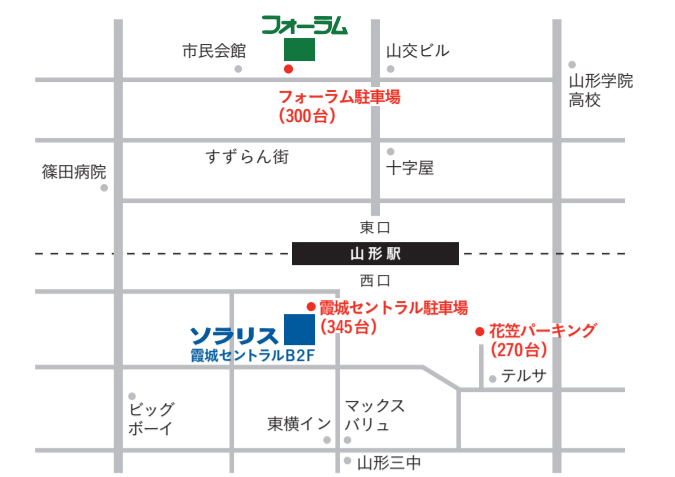 フォーラム
市民会館
山交ビル
山形学院
高校
フォーラム駐車場
(300台)
すずらん街
十字屋
篠田病院
東口
山形駅
西口
霞城セントラル駐車場
(345台)
ソラリス
霞城セントラルB2F
花笠パーキング
(270台)
テルサ
ビッグ
ボーイ
マックス
バリュ
東横イン
山形三中